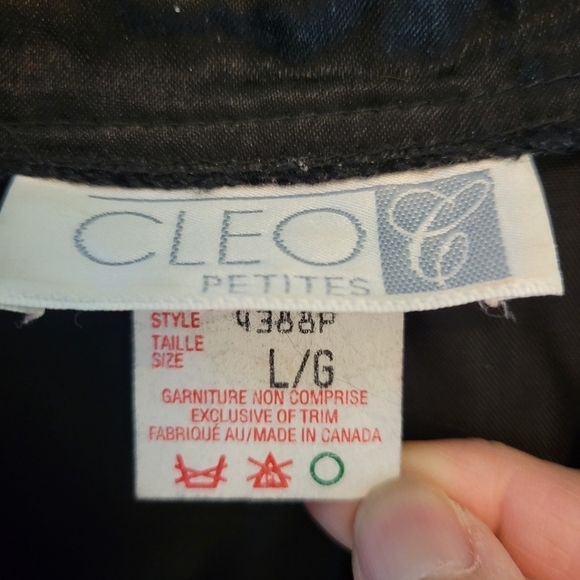 CLEO
PETITES
STYLE 4388P
TAILLE
SIZE L/G
GARNITURE NON COMPRISE
EXCLUSIVE OF TRIM
FABRIQUÉ AU/MADE IN CANADA